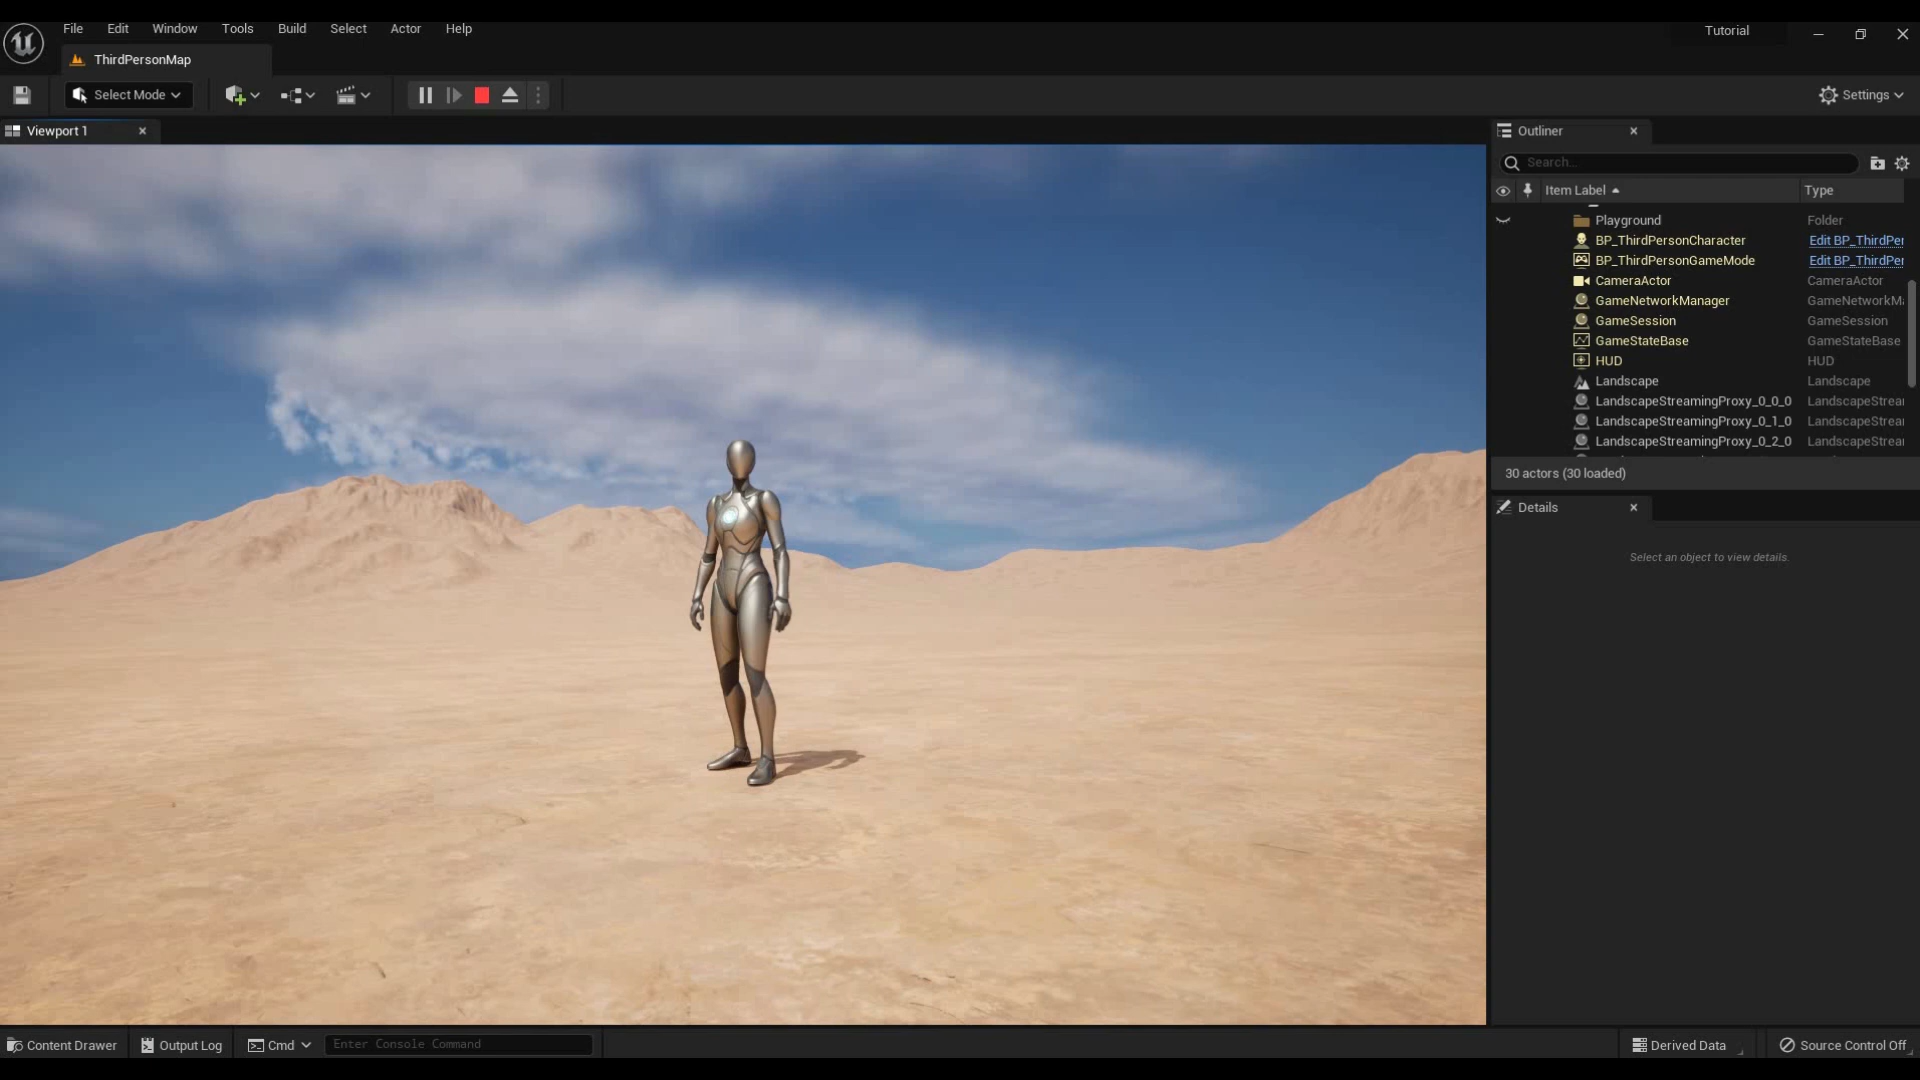 File Edit Window Tools Build Select Actor Help
Tutorial
ThirdPersonMap
Select Mode
Settings
Viewport 1
Outliner
Search...
Item Label
Type
Playground Folder
BP_ThirdPersonCharacter Edit BP_ThirdPer
BP_ThirdPersonGameMode Edit BP_ThirdPer
CameraActor CameraActor
GameNetworkManager GameNetworkMa
GameSession GameSession
GameStateBase GameStateBase
HUD HUD
Landscape Landscape
LandscapeStreamingProxy_0_0_0 LandscapeStrea
LandscapeStreamingProxy_0_1_0 LandscapeStrea
LandscapeStreamingProxy_0_2_0 LandscapeStrea
30 actors (30 loaded)
Details
Select an object to view details.
Content Drawer Output Log Cmd Enter Console Command Derived Data Source Control Off